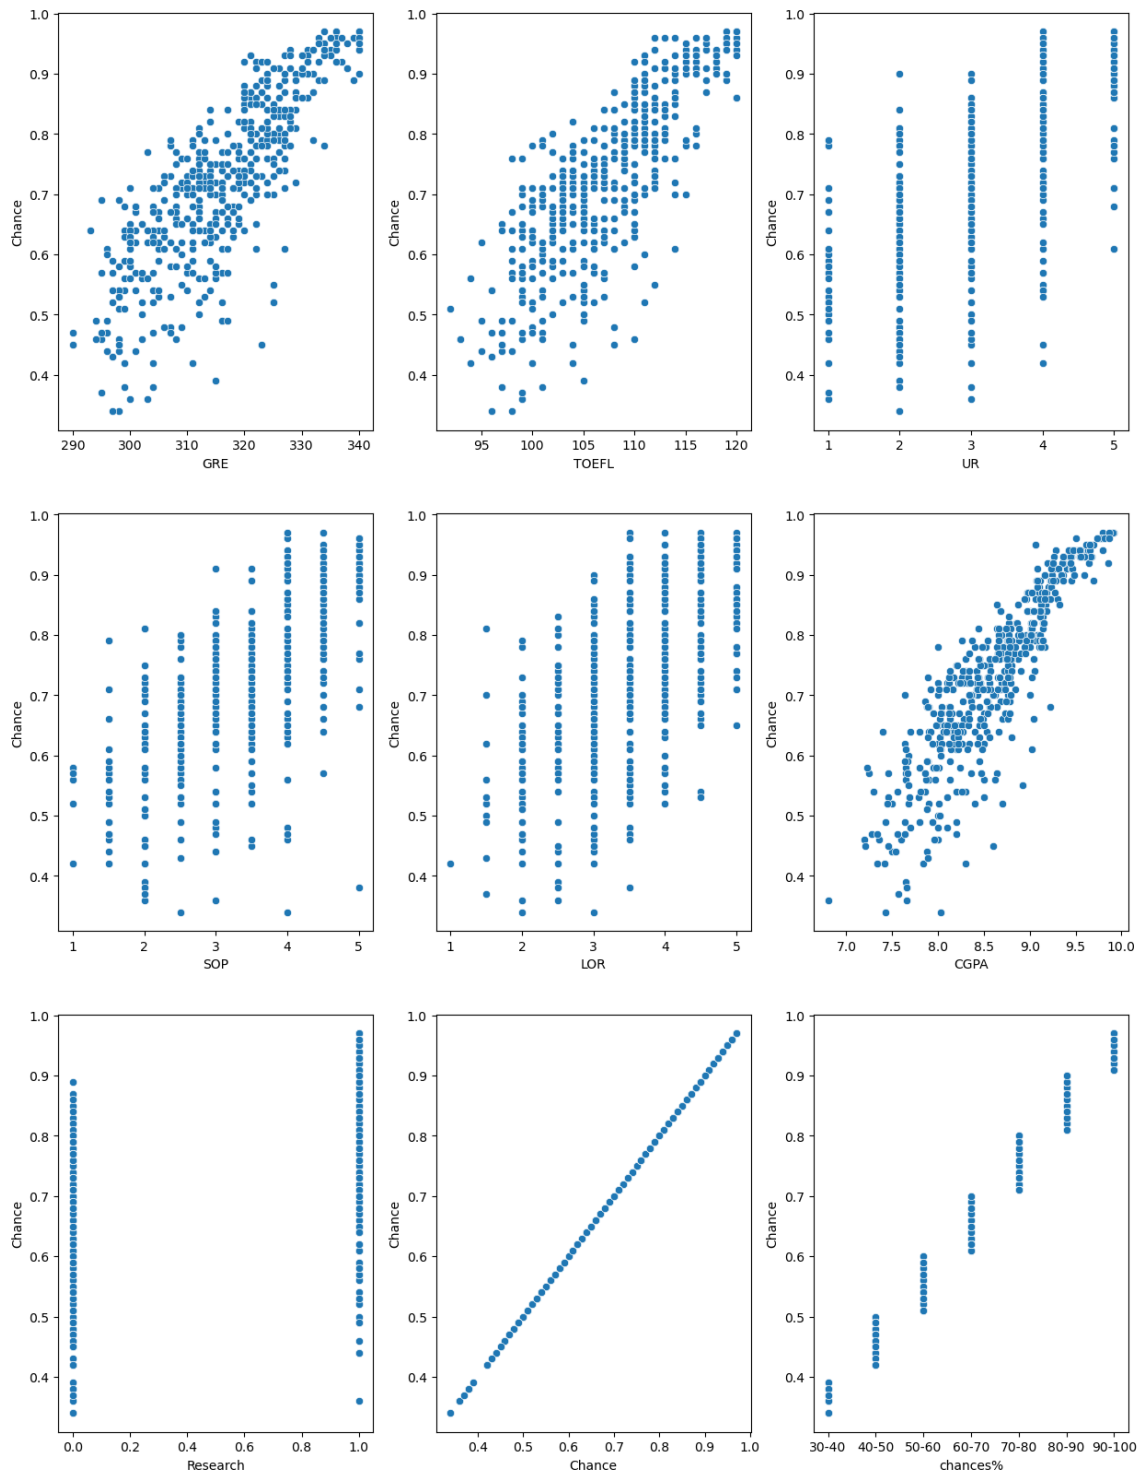 1.0
0.9
0.8
0.7
0.6
0.5
0.4
Chance
290 300 310 320 330 340
GRE
1.0
0.9
0.8
0.7
0.6
0.5
0.4
Chance
95 100 105 110 115 120
TOEFL
1.0
0.9
0.8
0.7
0.6
0.5
0.4
Chance
1 2 3 4 5
UR
1.0
0.9
0.8
0.7
0.6
0.5
0.4
Chance
1 2 3 4 5
SOP
1.0
0.9
0.8
0.7
0.6
0.5
0.4
Chance
1 2 3 4 5
LOR
1.0
0.9
0.8
0.7
0.6
0.5
0.4
Chance
7.0 7.5 8.0 8.5 9.0 9.5 10.0
CGPA
1.0
0.9
0.8
0.7
0.6
0.5
0.4
Chance
0.0 0.2 0.4 0.6 0.8 1.0
Research
1.0
0.9
0.8
0.7
0.6
0.5
0.4
Chance
0.4 0.5 0.6 0.7 0.8 0.9 1.0
Chance
1.0
0.9
0.8
0.7
0.6
0.5
0.4
Chance
30-40 40-50 50-60 60-70 70-80 80-90 90-100
chances%